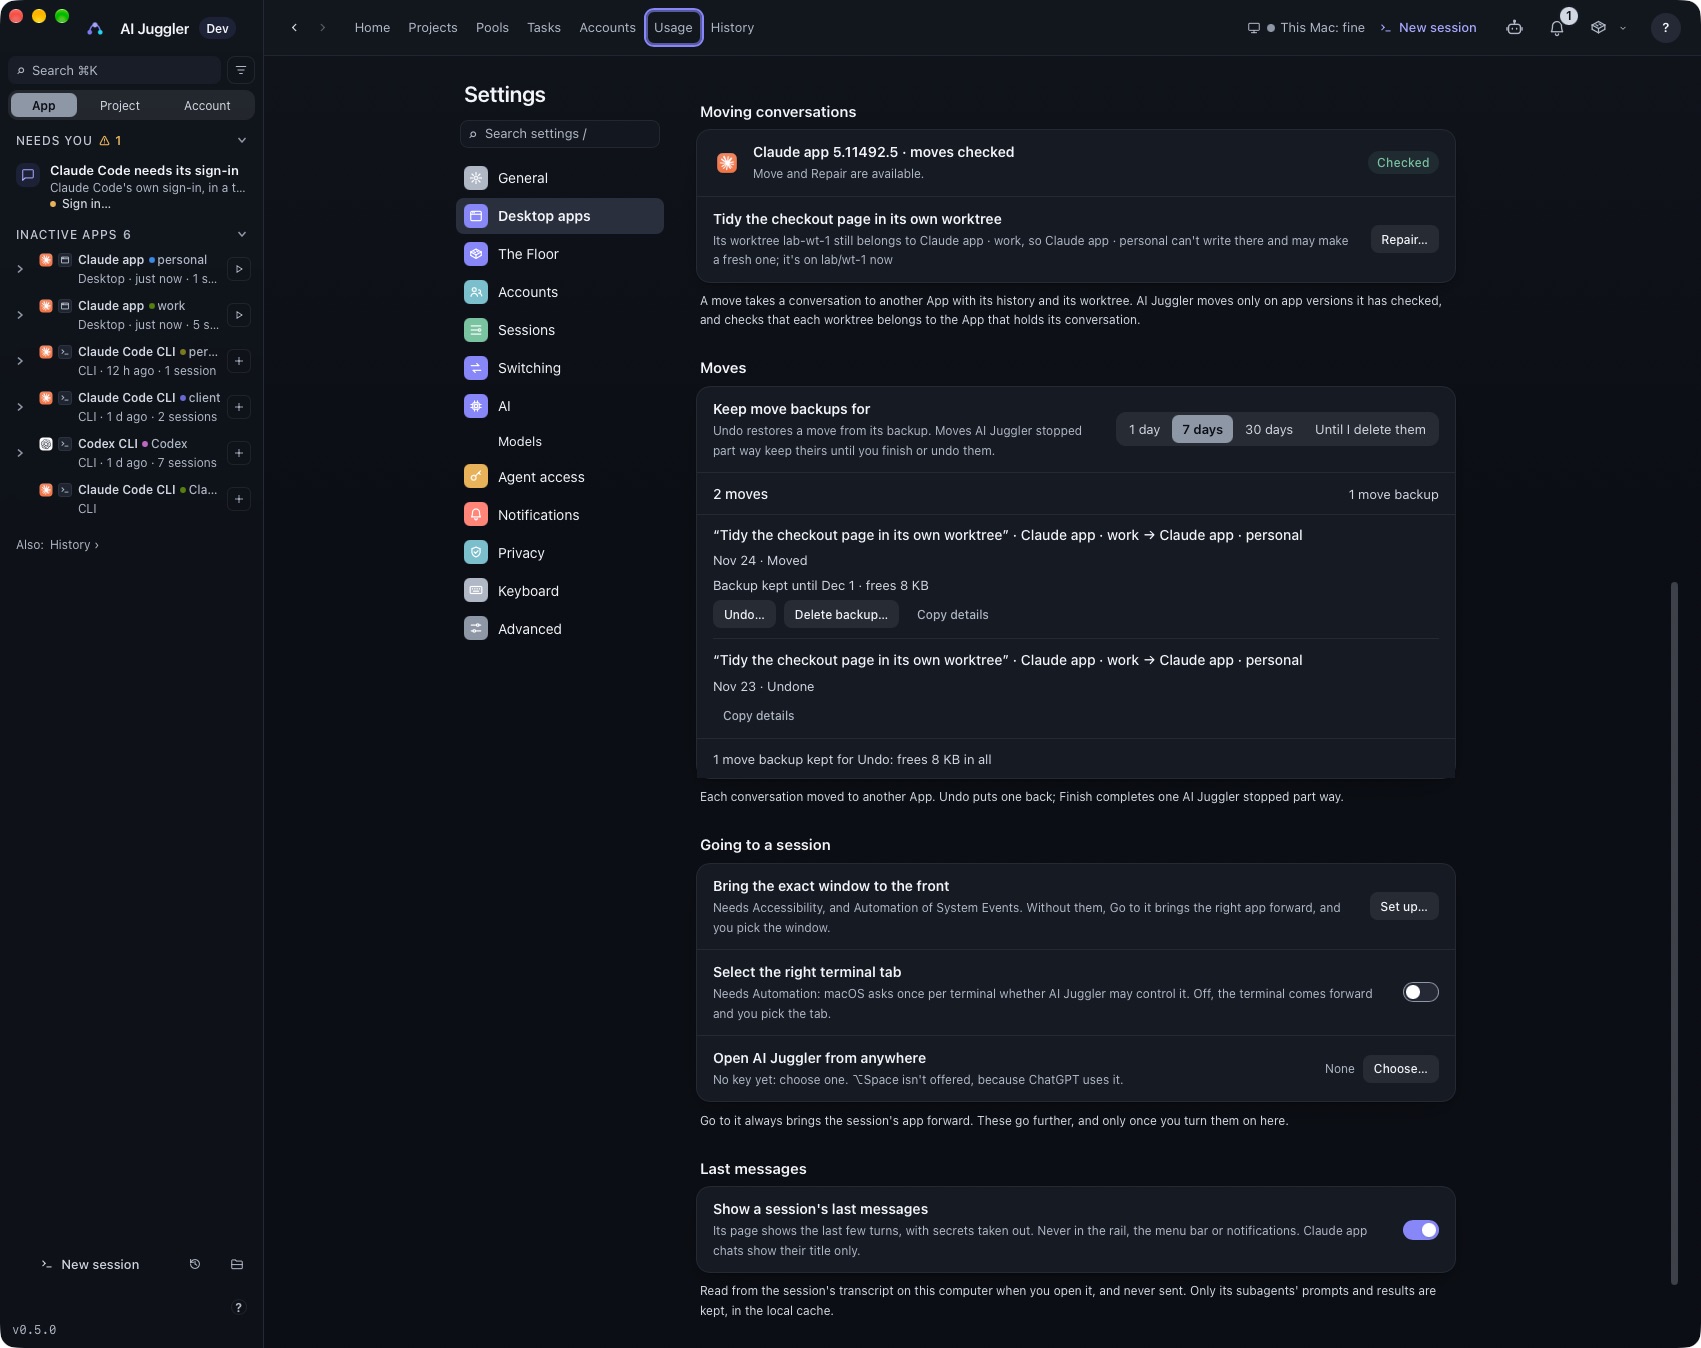 AI Juggler Dev
Search ⌘K
App Project Account
NEEDS YOU 1
Claude Code needs its sign-in
Claude Code's own sign-in, in a t...
Sign in...
INACTIVE APPS 6
Claude app personal
Desktop · just now · 1 s...
Claude app work
Desktop · just now · 5 s...
Claude Code CLI per...
CLI · 12 h ago · 1 session
Claude Code CLI client
CLI · 1 d ago · 2 sessions
Codex CLI Codex
CLI · 1 d ago · 7 sessions
Claude Code CLI Cla...
CLI
Also: History ›
New session
?
v0.5.0
Home Projects Pools Tasks Accounts Usage History
This Mac: fine New session 1 ?
Settings
Search settings /
General
Desktop apps
The Floor
Accounts
Sessions
Switching
AI
Models
Agent access
Notifications
Privacy
Keyboard
Advanced
Moving conversations
Claude app 5.11492.5 · moves checked
Move and Repair are available.
Checked
Tidy the checkout page in its own worktree
Its worktree lab-wt-1 still belongs to Claude app · work, so Claude app · personal can't write there and may make
a fresh one; it's on lab/wt-1 now
Repair...
A move takes a conversation to another App with its history and its worktree. AI Juggler moves only on app versions it has checked,
and checks that each worktree belongs to the App that holds its conversation.
Moves
Keep move backups for
Undo restores a move from its backup. Moves AI Juggler stopped
part way keep theirs until you finish or undo them.
1 day 7 days 30 days Until I delete them
2 moves 1 move backup
“Tidy the checkout page in its own worktree” · Claude app · work → Claude app · personal
Nov 24 · Moved
Backup kept until Dec 1 · frees 8 KB
Undo... Delete backup... Copy details
“Tidy the checkout page in its own worktree” · Claude app · work → Claude app · personal
Nov 23 · Undone
Copy details
1 move backup kept for Undo: frees 8 KB in all
Each conversation moved to another App. Undo puts one back; Finish completes one AI Juggler stopped part way.
Going to a session
Bring the exact window to the front
Needs Accessibility, and Automation of System Events. Without them, Go to it brings the right app forward, and
you pick the window.
Set up...
Select the right terminal tab
Needs Automation: macOS asks once per terminal whether AI Juggler may control it. Off, the terminal comes forward
and you pick the tab.
Open AI Juggler from anywhere
No key yet: choose one. ⌥Space isn't offered, because ChatGPT uses it.
None Choose...
Go to it always brings the session's app forward. These go further, and only once you turn them on here.
Last messages
Show a session's last messages
Its page shows the last few turns, with secrets taken out. Never in the rail, the menu bar or notifications. Claude app
chats show their title only.
Read from the session's transcript on this computer when you open it, and never sent. Only its subagents' prompts and results are
kept, in the local cache.